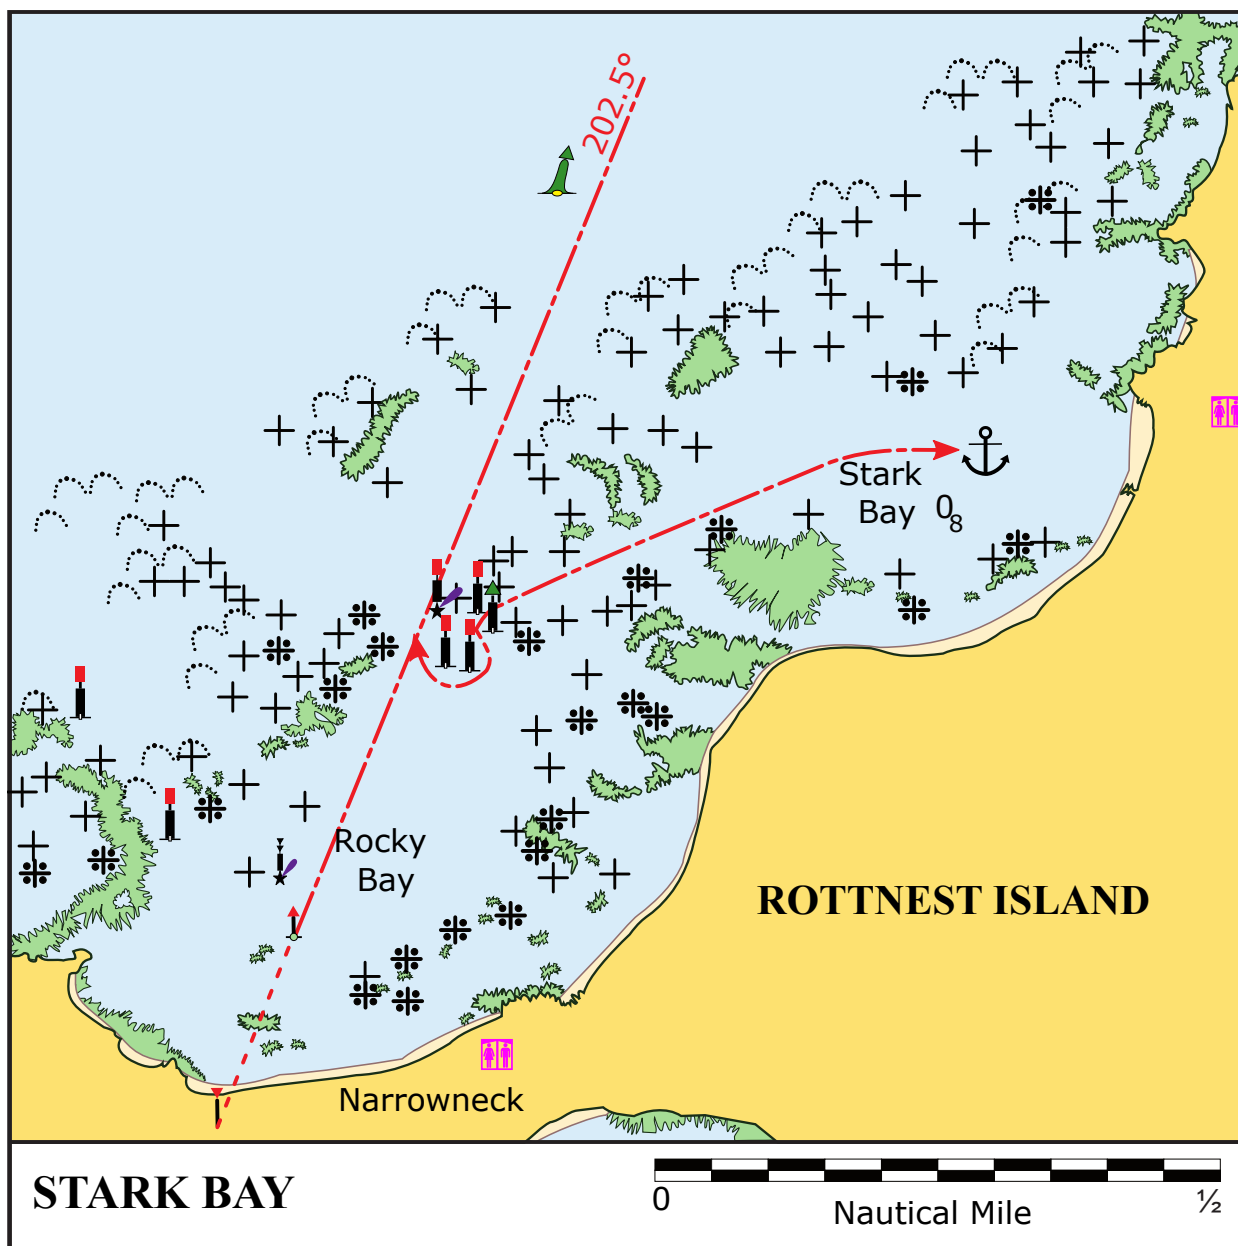 202.5°
Stark
Bay 0₈
Rocky
Bay
ROTTNEST ISLAND
Narrowneck
STARK BAY
0 ½
Nautical Mile